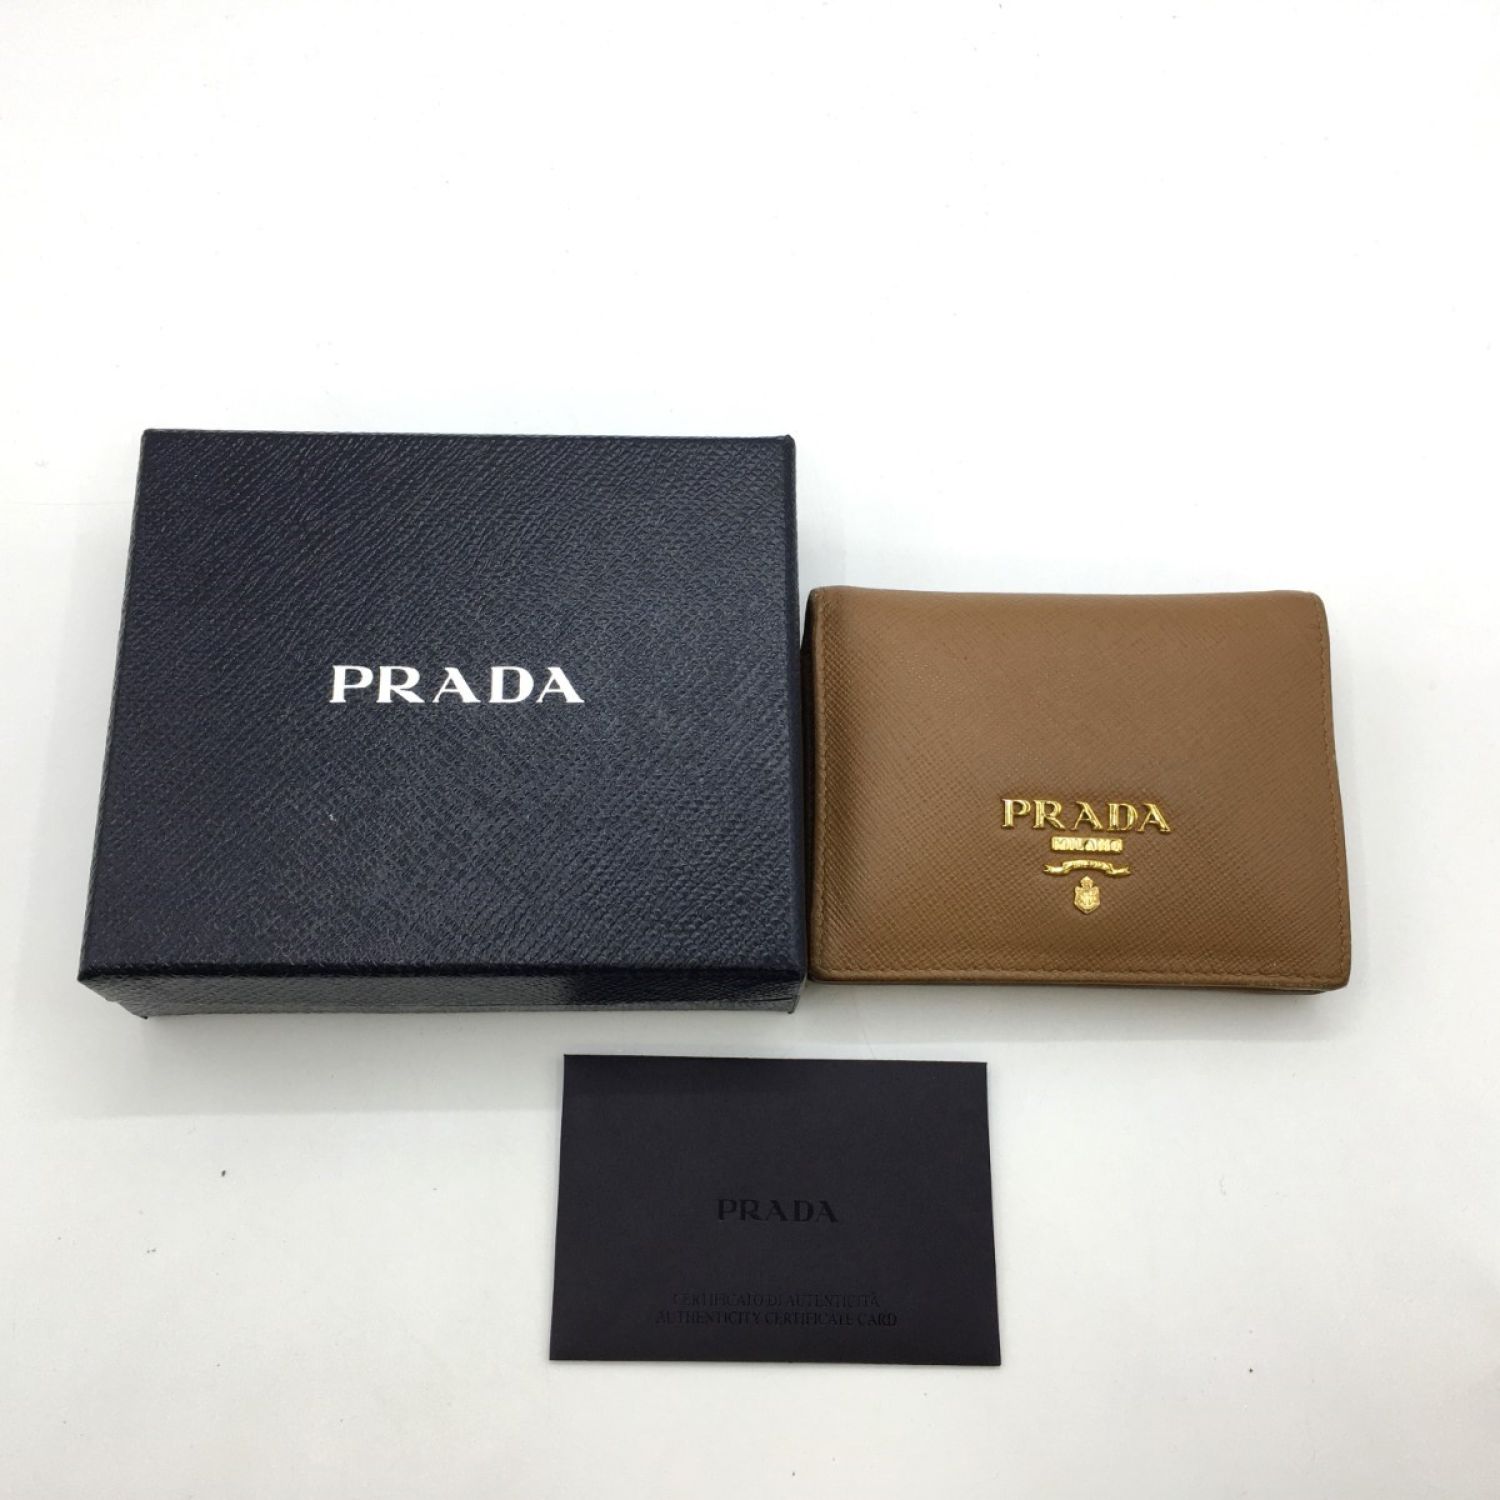 PRADA
PRADA
MILANO
PRADA
CERTIFICATO DI AUTENTICITÀ
AUTHENTICITY CERTIFICATE CARD